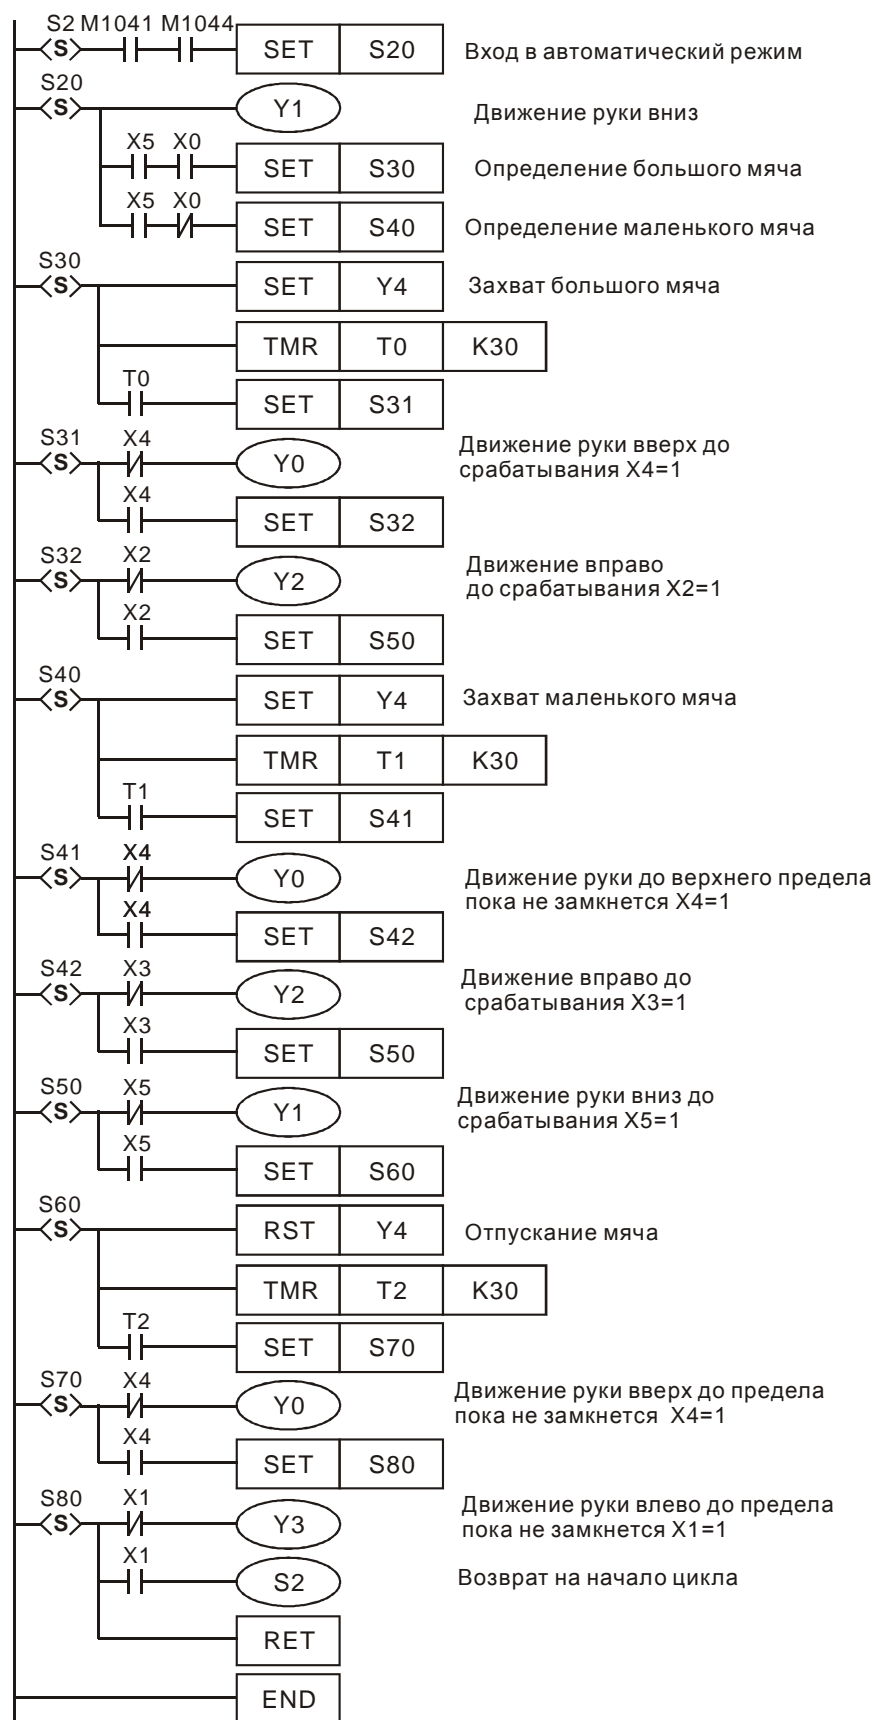 S2 M1041 M1044
S SET S20 Вход в автоматический режим
S20
S Y1 Движение руки вниз
X5 X0
SET S30 Определение большого мяча
X5 X0
SET S40 Определение маленького мяча
S30
S SET Y4 Захват большого мяча
TMR T0 K30
T0
SET S31
S31 X4
S Y0 Движение руки вверх до
срабатывания X4=1
X4
SET S32
S32 X2
S Y2 Движение вправо
до срабатывания X2=1
X2
SET S50
S40
S SET Y4 Захват маленького мяча
TMR T1 K30
T1
SET S41
S41 X4
S Y0 Движение руки до верхнего предела
пока не замкнется X4=1
X4
SET S42
S42 X3
S Y2 Движение вправо до
срабатывания X3=1
X3
SET S50
S50 X5
S Y1 Движение руки вниз до
срабатывания X5=1
X5
SET S60
S60
S RST Y4 Отпускание мяча
TMR T2 K30
T2
SET S70
S70 X4
S Y0 Движение руки вверх до предела
пока не замкнется X4=1
X4
SET S80
S80 X1
S Y3 Движение руки влево до предела
пока не замкнется X1=1
X1
S2 Возврат на начало цикла
RET
END